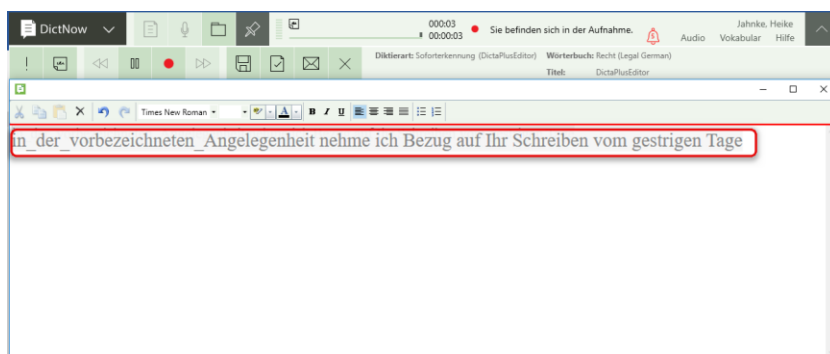 DictNow
000:03
00:00:03
Sie befinden sich in der Aufnahme.
Jahnke, Heike
Audio Vokabular Hilfe
Diktierart: Soforterkennung (DictaPlusEditor) Wörterbuch: Recht (Legal German)
Titel: DictaPlusEditor
Times New Roman
A B I U
in_der_vorbezeichneten_Angelegenheit nehme ich Bezug auf Ihr Schreiben vom gestrigen Tage